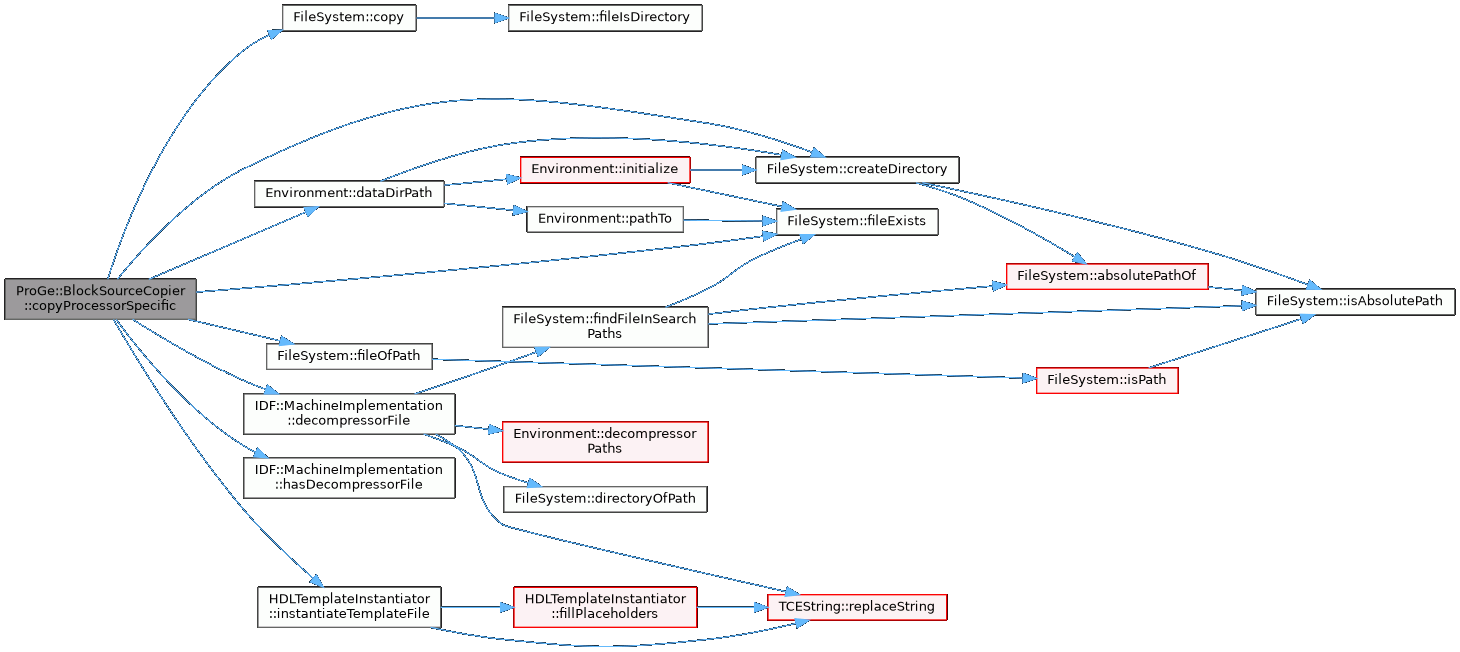 FileSystem::copy
FileSystem::fileIsDirectory
Environment::initialize
FileSystem::createDirectory
Environment::dataDirPath
Environment::pathTo
FileSystem::fileExists
ProGe::BlockSourceCopier
::copyProcessorSpecific
FileSystem::absolutePathOf
FileSystem::isAbsolutePath
FileSystem::findFileInSearch
Paths
FileSystem::fileOfPath
FileSystem::isPath
IDF::MachineImplementation
::decompressorFile
Environment::decompressor
Paths
IDF::MachineImplementation
::hasDecompressorFile
FileSystem::directoryOfPath
HDLTemplateInstantiator
::instantiateTemplateFile
HDLTemplateInstantiator
::fillPlaceholders
TCEString::replaceString